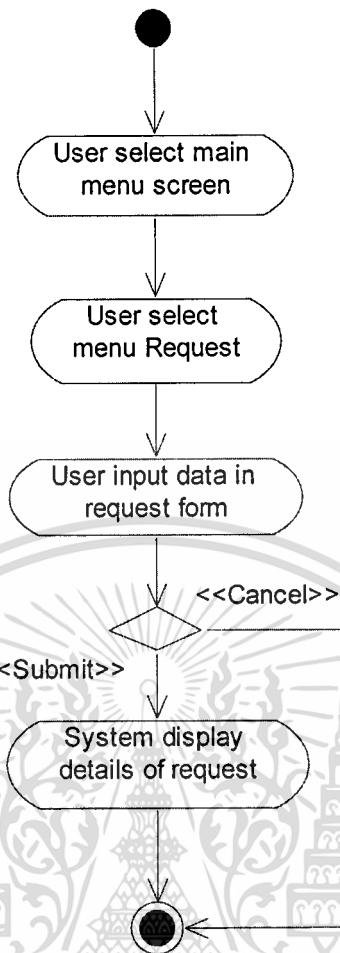 User select main
menu screen
User select
menu Request
User input data in
request form
<<Cancel>>
<Submit>>
System display
details of request